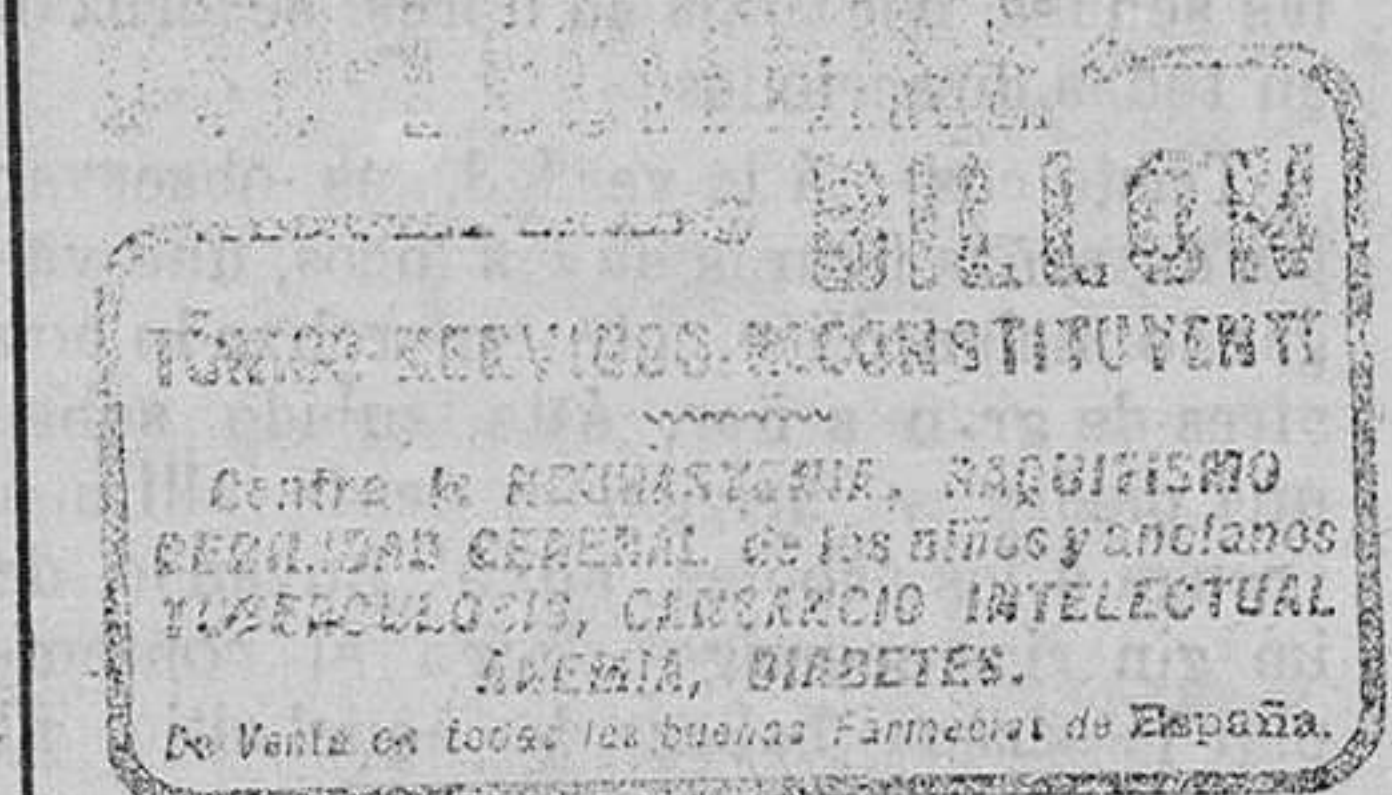 BILLON
TÓNICO NERVIOSO RECONSTITUYENTE
Contra la NEURASTENIA, RAQUITISMO
DEBILIDAD GENERAL de los niños y ancianos
TUBERCULOSIS, CANSANCIO INTELECTUAL
ANEMIA, DIABETES.
De Venta en todas las buenas Farmacias de España.